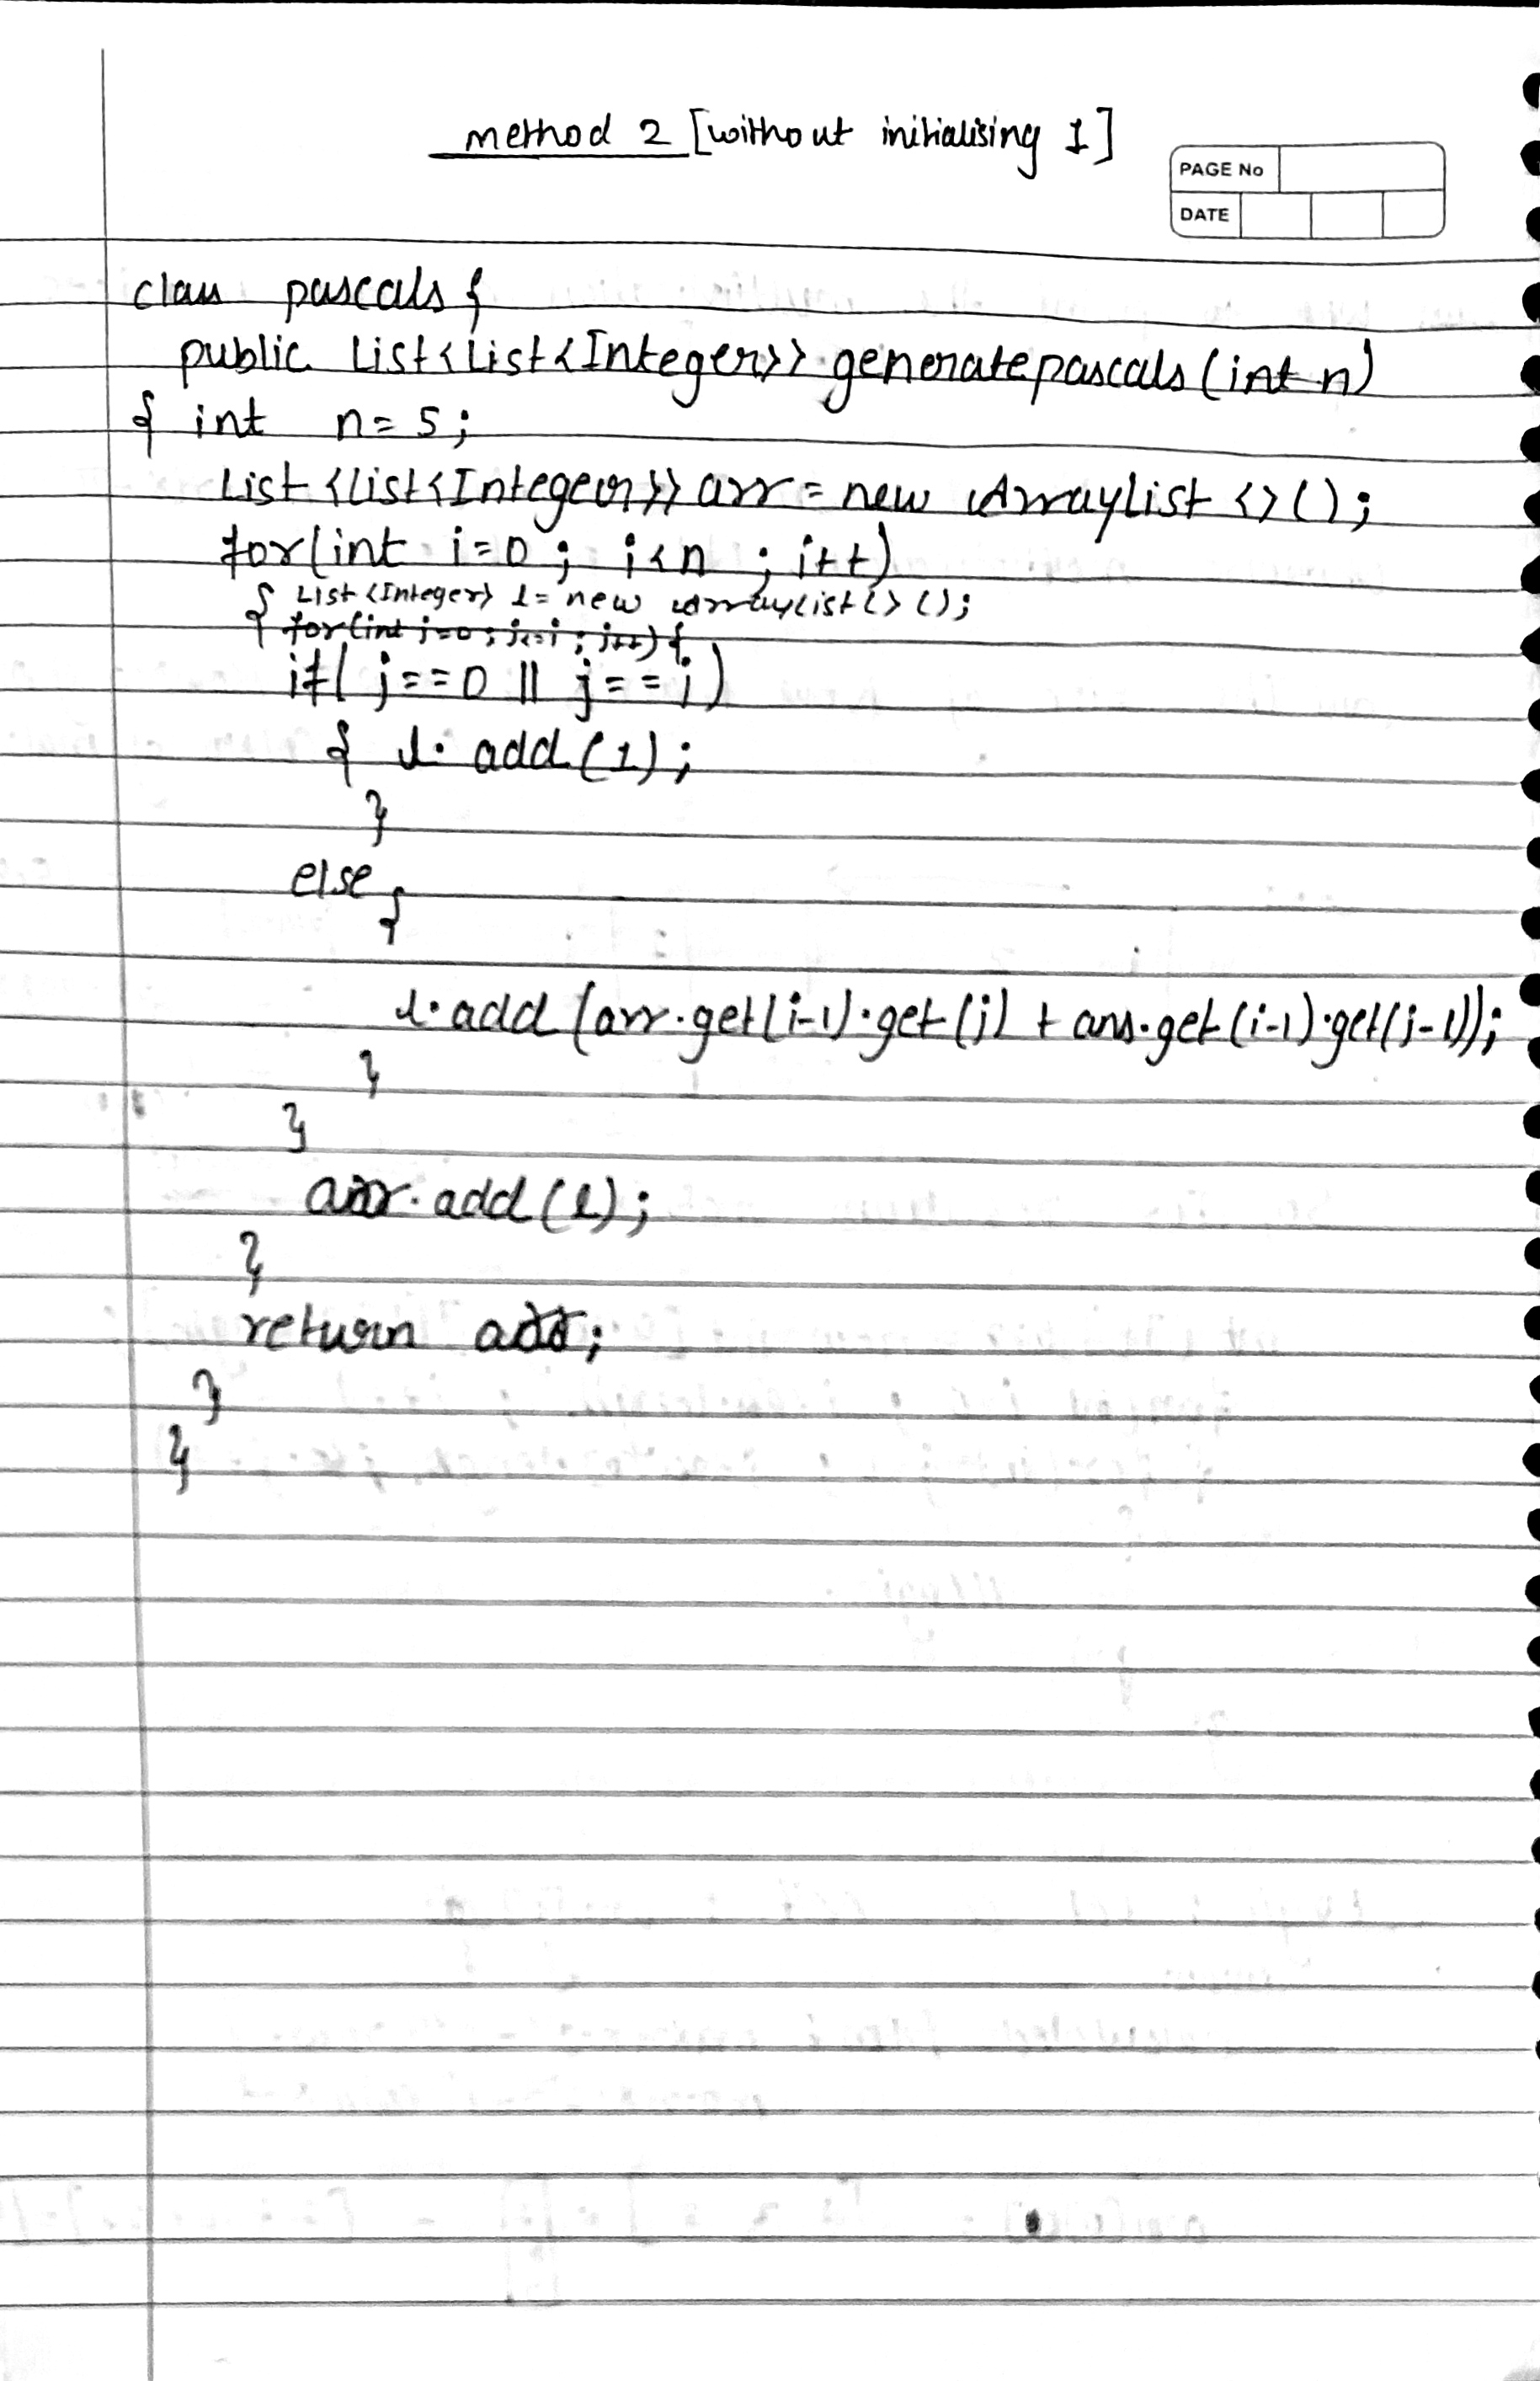 method 2 [without initialising 1]
PAGE No
DATE
class pascals {
public List<List<Integer>> generatepascals(int n)
{ int n = 5;
List<List<Integer>> arr = new ArrayList<>();
for(int i=0; i<n; i++)
{ List<Integer> l = new ArrayList<>();
for(int j=0; j<=i; j++) {
if( j==0 || j==i)
{ l.add(1);
}
else {
l.add(arr.get(i-1).get(j) + ans.get(i-1).get(j-1));
}
}
arr.add(l);
}
return arr;
}
}